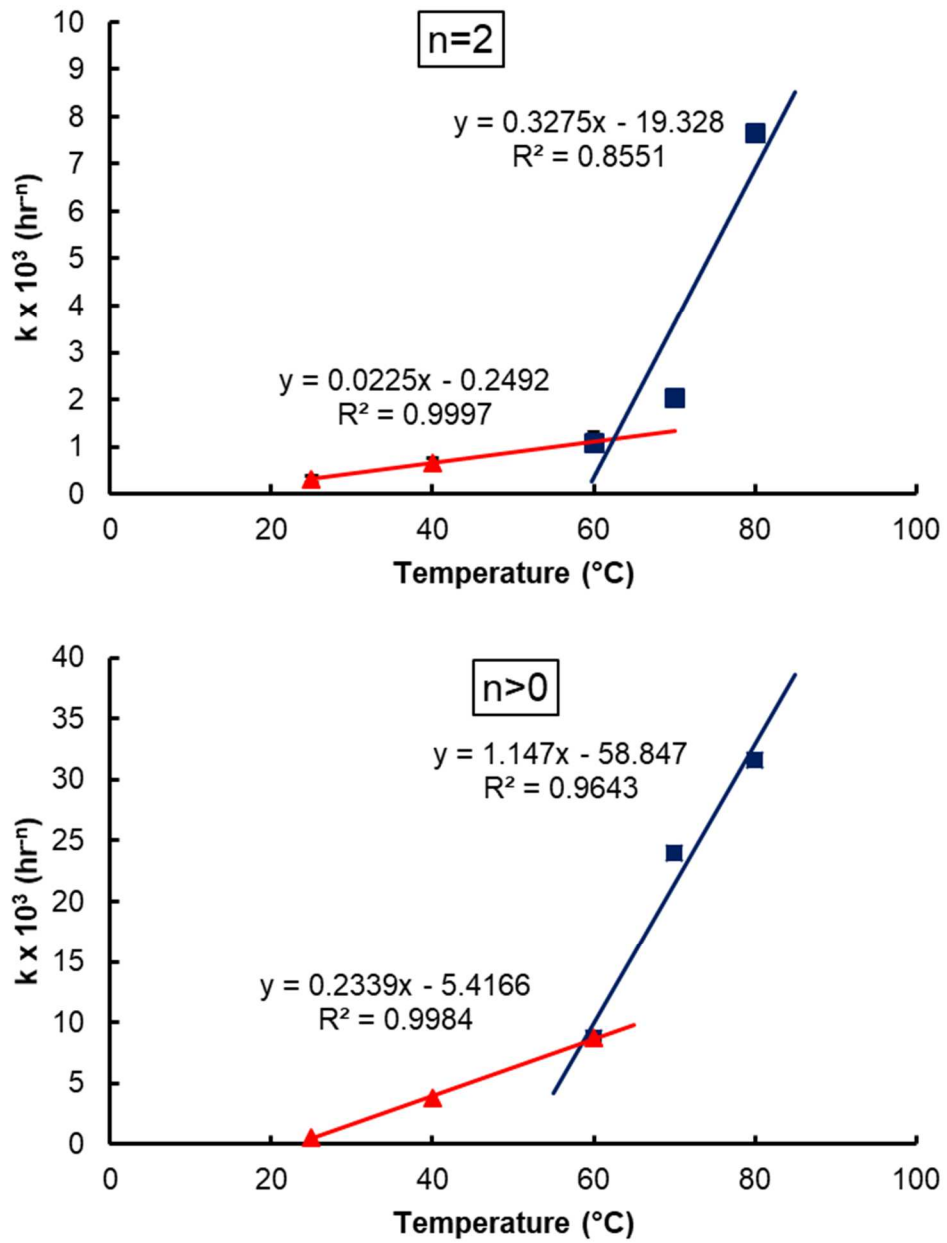 n=2
y = 0.3275x - 19.328
R² = 0.8551
y = 0.0225x - 0.2492
R² = 0.9997
k x 10³ (hr⁻ⁿ)
10
9
8
7
6
5
4
3
2
1
0
0 20 40 60 80 100
Temperature (°C)
n>0
y = 1.147x - 58.847
R² = 0.9643
y = 0.2339x - 5.4166
R² = 0.9984
k x 10³ (hr⁻ⁿ)
40
35
30
25
20
15
10
5
0
0 20 40 60 80 100
Temperature (°C)